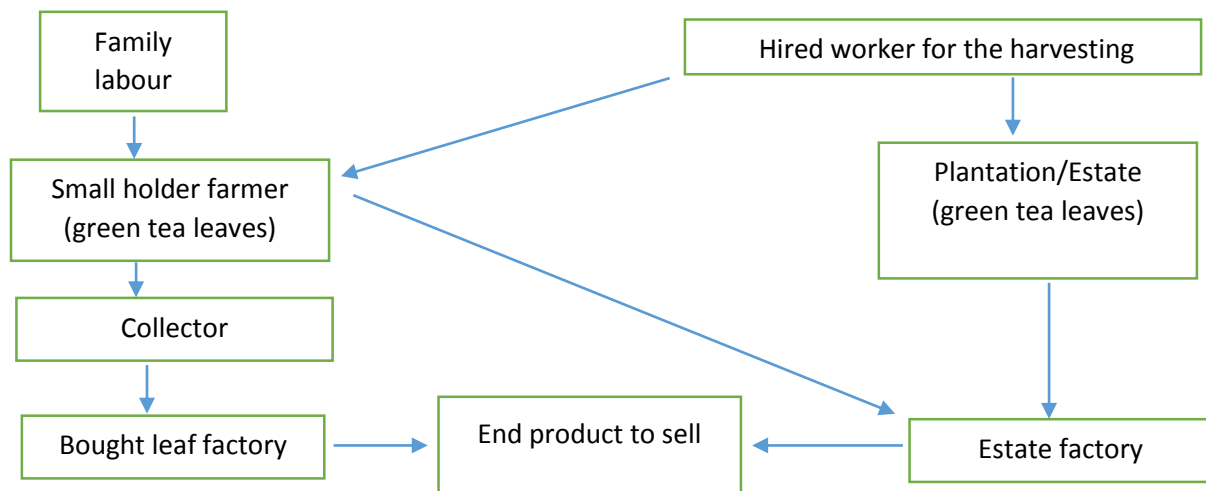 Family
labour
Hired worker for the harvesting
Small holder farmer
(green tea leaves)
Plantation/Estate
(green tea leaves)
Collector
Bought leaf factory
End product to sell
Estate factory